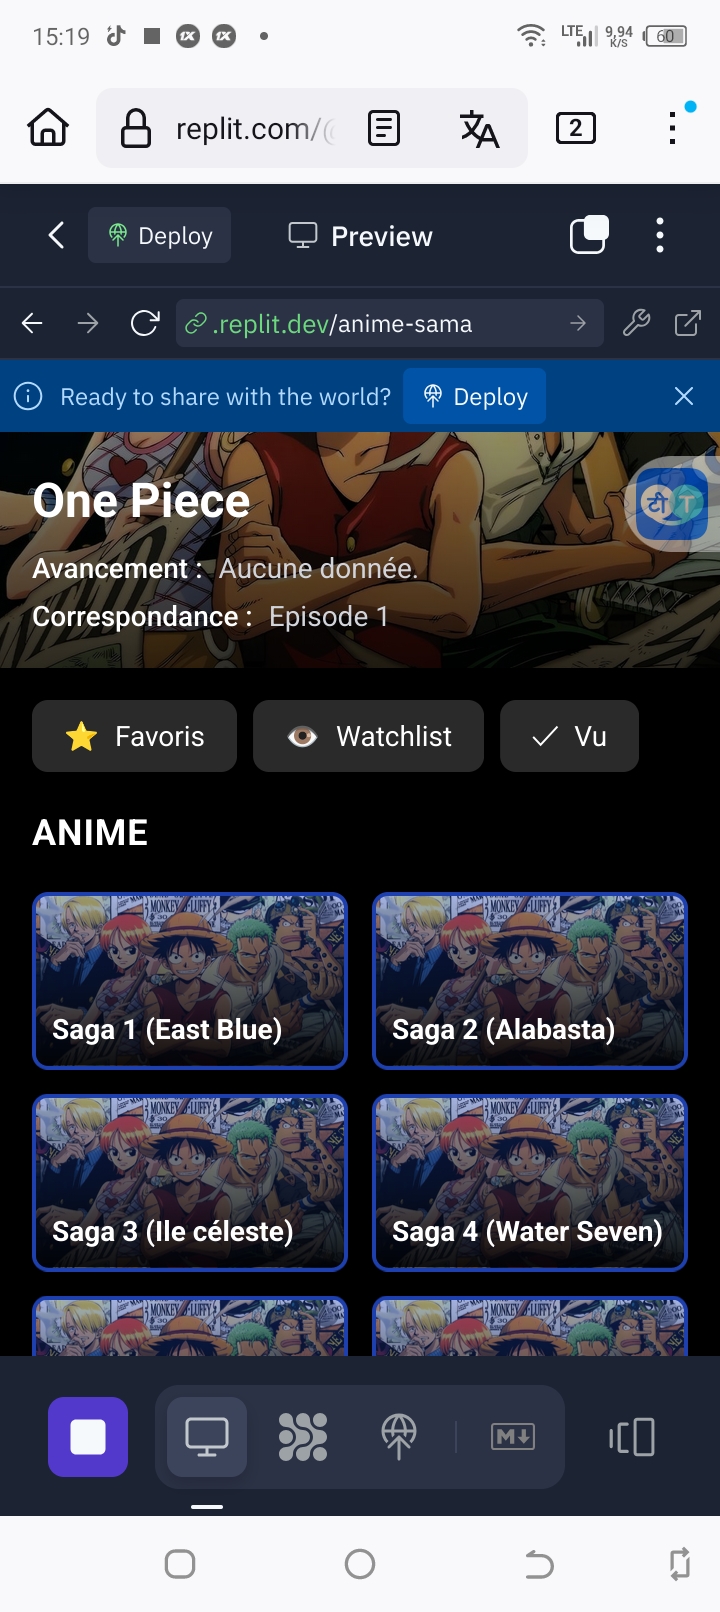 15:19
LTE
9,94
K/S
60
replit.com/
2
Deploy
Preview
.replit.dev/anime-sama
Ready to share with the world?
Deploy
One Piece
टी T
Avancement : Aucune donnée.
Correspondance : Episode 1
Favoris
Watchlist
Vu
ANIME
Saga 1 (East Blue)
Saga 2 (Alabasta)
Saga 3 (Ile céleste)
Saga 4 (Water Seven)
M